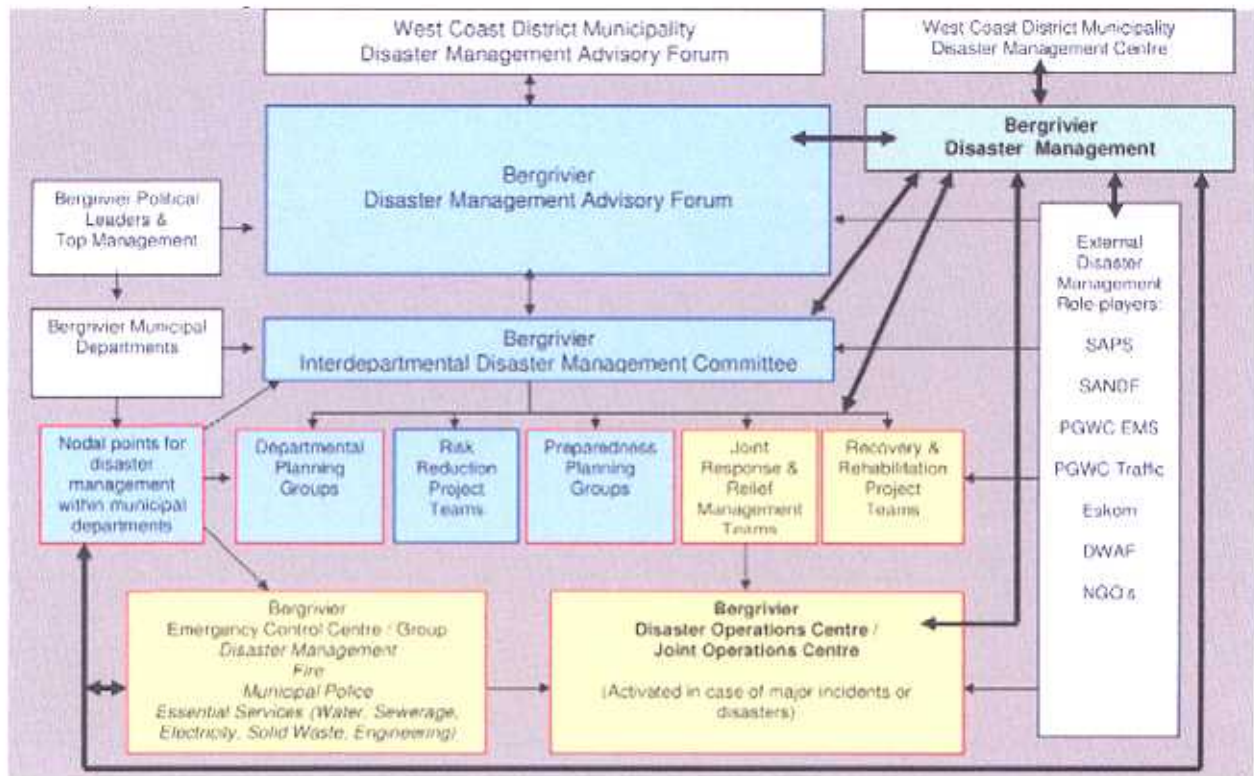 West Coast District Municipality
Disaster Management Advisory Forum
West Coast District Municipality
Disaster Management Centre
Bergrivier
Disaster Management
Bergrivier
Disaster Management Advisory Forum
Bergrivier Political
Leaders &
Top Management
Bergrivier Municipal
Departments
Bergrivier
Interdepartmental Disaster Management Committee
External
Disaster
Management
Role-players:
SAPS
SANDF
PGWC EMS
PGWC Traffic
Eskom
DWAF
NGO's
Nodal points for
disaster
management
within municipal
departments
Departmental
Planning
Groups
Risk
Reduction
Project
Teams
Preparedness
Planning
Groups
Joint
Response &
Relief
Management
Teams
Recovery &
Rehabilitation
Project
Teams
Bergrivier
Emergency Control Centre / Group
Disaster Management
Fire
Municipal Police
Essential Services (Water, Sewerage,
Electricity, Solid Waste, Engineering)
Bergrivier
Disaster Operations Centre /
Joint Operations Centre
(Activated in case of major incidents or
disasters)